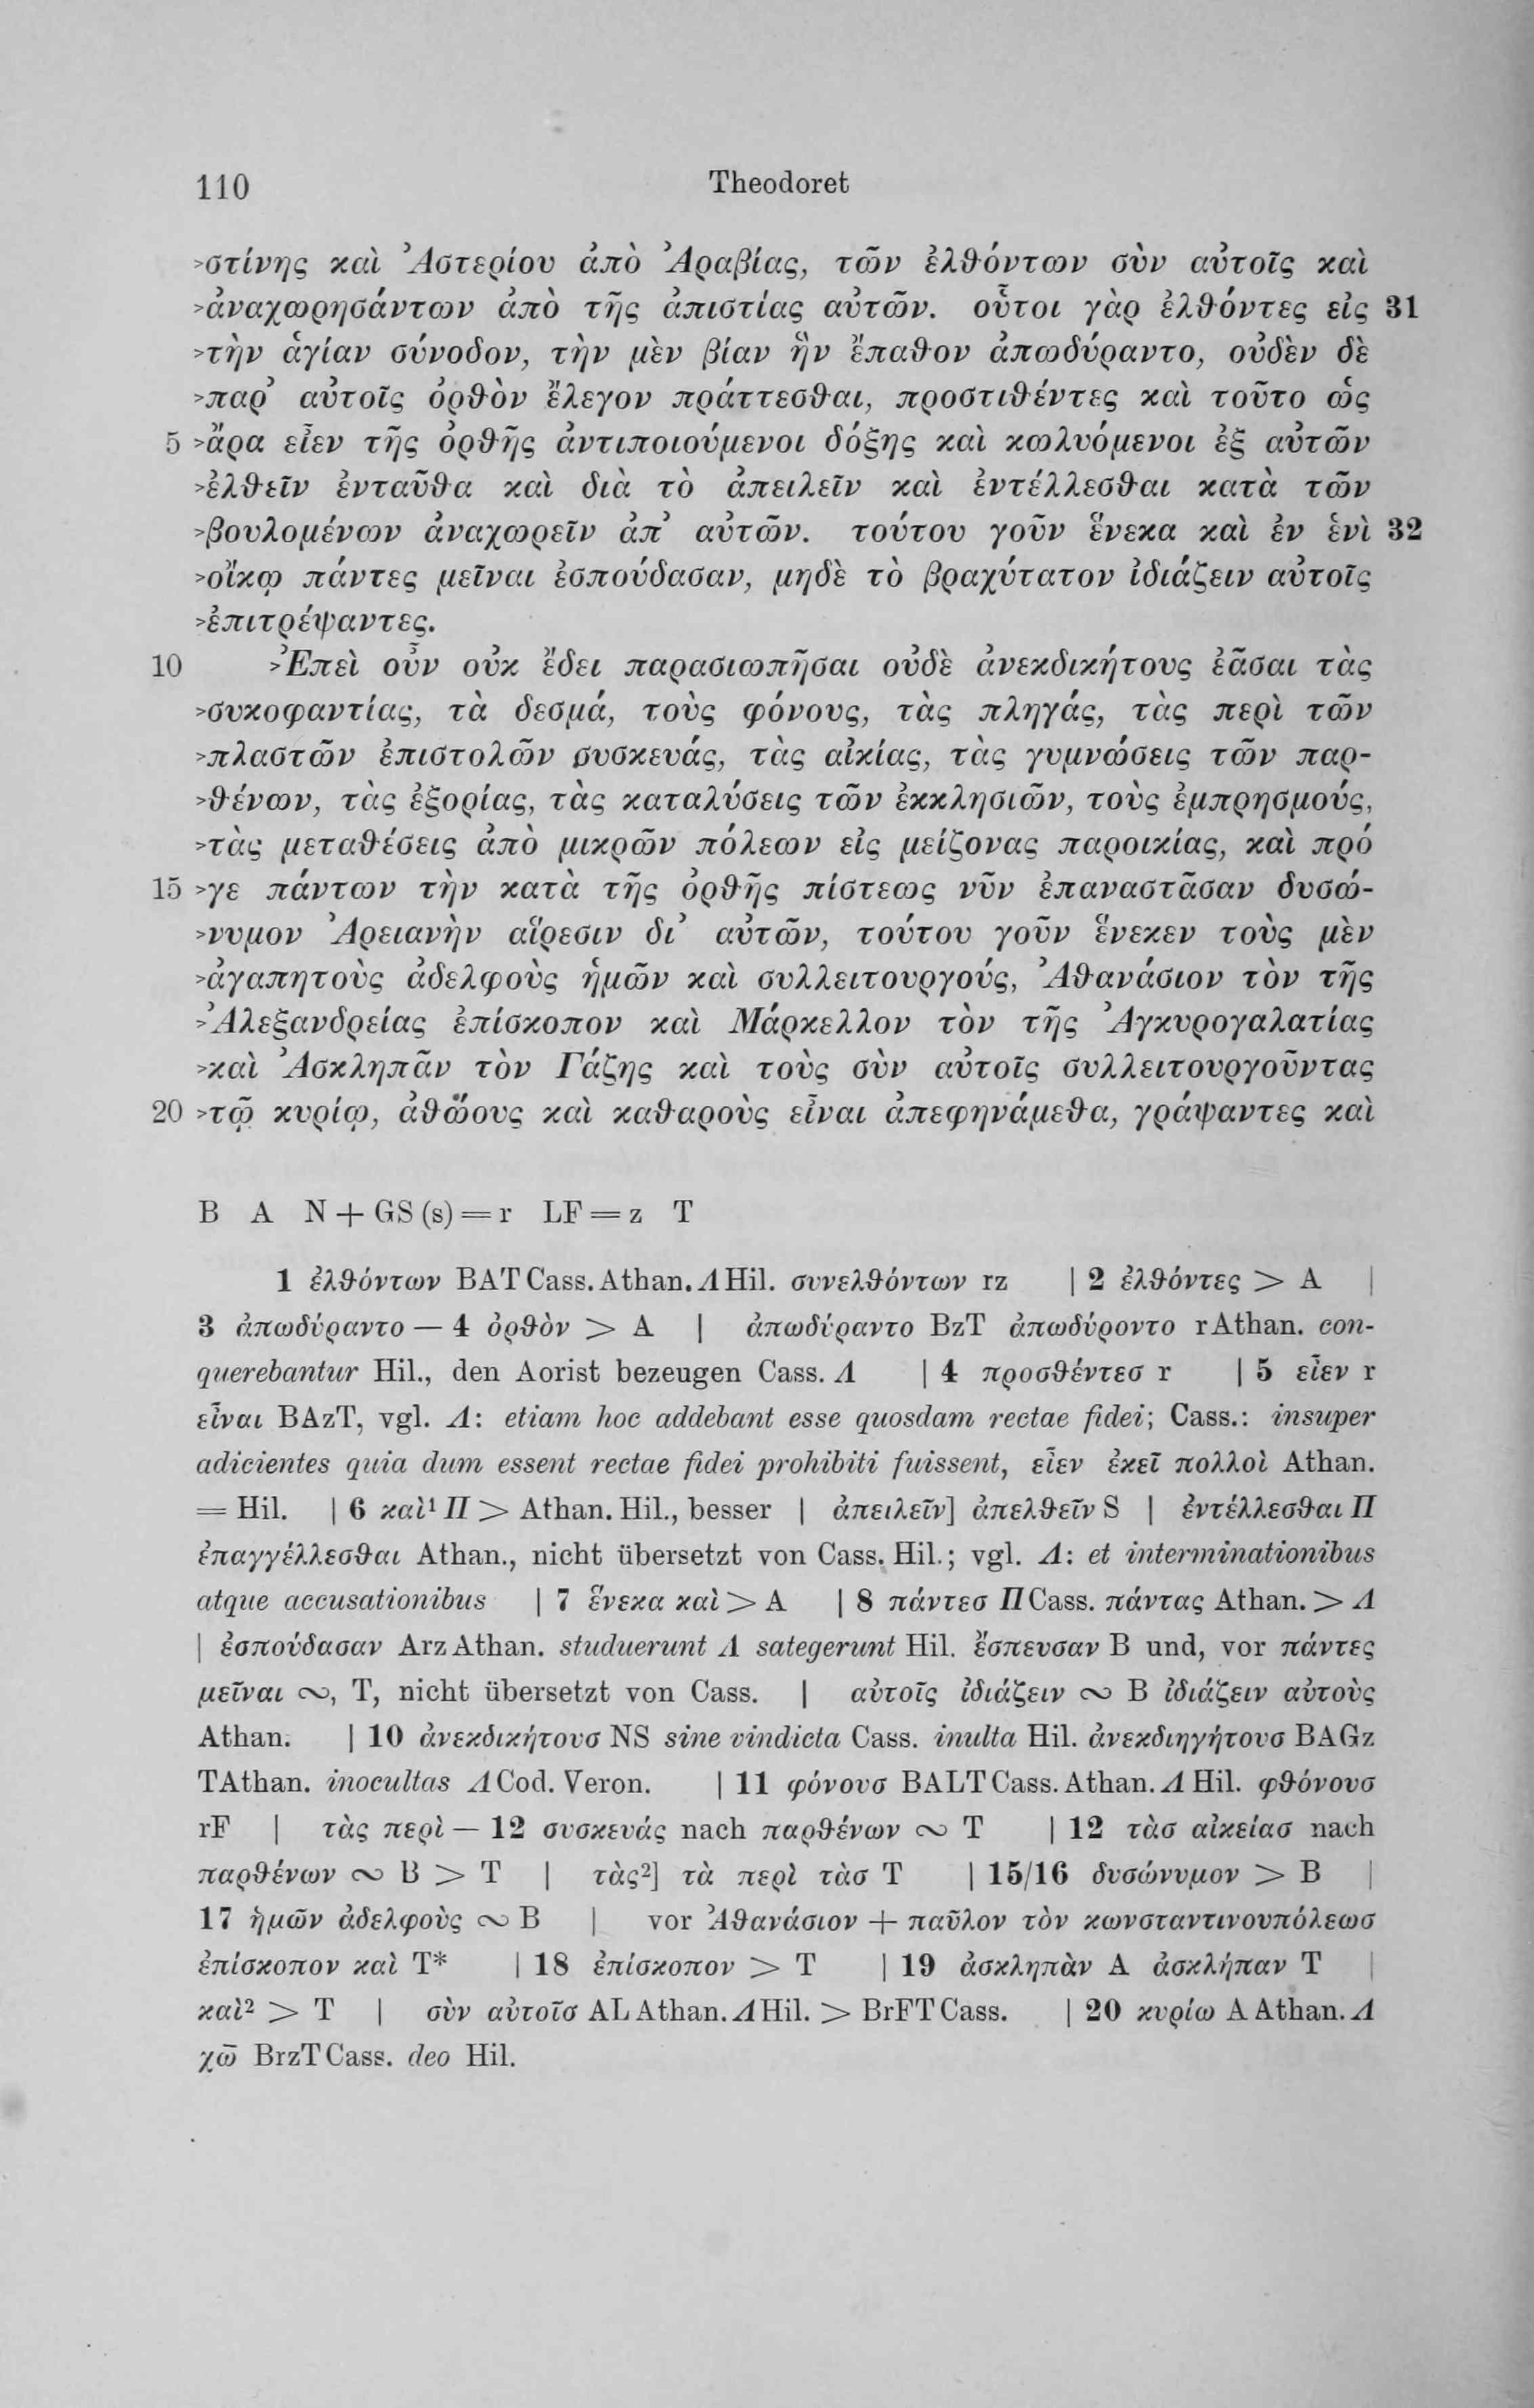 110 Theodoret
>στίνης καὶ Ἀστερίου ἀπὸ Ἀραβίας, τῶν ἐλθόντων σὺν αὐτοῖς καὶ
>ἀναχωρησάντων ἀπὸ τῆς ἀπιστίας αὐτῶν. οὗτοι γὰρ ἐλθόντες εἰς 31
>τὴν ἁγίαν σύνοδον, τὴν μὲν βίαν ἣν ἔπαθον ἀπωδύραντο, οὐδὲν δὲ
>παρ’ αὐτοῖς ὀρθὸν ἔλεγον πράττεσθαι, προστιθέντες καὶ τοῦτο ὡς
5 >ἄρα εἶεν τῆς ὀρθῆς ἀντιποιούμενοι δόξης καὶ κωλυόμενοι ἐξ αὐτῶν
>ἐλθεῖν ἐνταῦθα καὶ διὰ τὸ ἀπειλεῖν καὶ ἐντέλλεσθαι κατὰ τῶν
>βουλομένων ἀναχωρεῖν ἀπ’ αὐτῶν. τούτου γοῦν ἕνεκα καὶ ἐν ἑνὶ 32
>οἴκῳ πάντες μεῖναι ἐσπούδασαν, μηδὲ τὸ βραχύτατον ἰδιάζειν αὐτοῖς
>ἐπιτρέψαντες.
10 >Ἐπεὶ οὖν οὐκ ἔδει παρασιωπῆσαι οὐδὲ ἀνεκδικήτους ἐᾶσαι τὰς
>συκοφαντίας, τὰ δεσμά, τοὺς φόνους, τὰς πληγάς, τὰς περὶ τῶν
>πλαστῶν ἐπιστολῶν συσκευάς, τὰς αἰκίας, τὰς γυμνώσεις τῶν παρ-
>θένων, τὰς ἐξορίας, τὰς καταλύσεις τῶν ἐκκλησιῶν, τοὺς ἐμπρησμούς,
>τὰς μεταθέσεις ἀπὸ μικρῶν πόλεων εἰς μείζονας παροικίας, καὶ πρό
15 >γε πάντων τὴν κατὰ τῆς ὀρθῆς πίστεως νῦν ἐπαναστᾶσαν δυσώ-
>νυμον Ἀρειανὴν αἵρεσιν δι’ αὐτῶν, τούτου γοῦν ἕνεκεν τοὺς μὲν
>ἀγαπητοὺς ἀδελφοὺς ἡμῶν καὶ συλλειτουργούς, Ἀθανάσιον τὸν τῆς
>Ἀλεξανδρείας ἐπίσκοπον καὶ Μάρκελλον τὸν τῆς Ἀγκυρογαλατίας
>καὶ Ἀσκληπᾶν τὸν Γάζης καὶ τοὺς σὺν αὐτοῖς συλλειτουργοῦντας
20 >τῷ κυρίῳ, ἀθῴους καὶ καθαροὺς εἶναι ἀπεφηνάμεθα, γράψαντες καὶ
B A N + GS (s) = r LF = z T
1 ἐλθόντων BAT Cass. Athan. Λ Hil. συνελθόντων rz | 2 ἐλθόντες > A |
3 ἀπωδύραντο — 4 ὀρθὸν > A | ἀπωδύραντο BzT ἀπωδύροντο r Athan. con-
querebantur Hil., den Aorist bezeugen Cass. Λ | 4 προσθέντεσ r | 5 εἶεν r
εἶναι BAzT, vgl. Λ: etiam hoc addebant esse quosdam rectae fidei; Cass.: insuper
adicientes quia dum essent rectae fidei prohibiti fuissent, εἶεν ἐκεῖ πολλοὶ Athan.
= Hil. | 6 καὶ¹ Π > Athan. Hil., besser | ἀπειλεῖν] ἀπελθεῖν S | ἐντέλλεσθαι Π
ἐπαγγέλλεσθαι Athan., nicht übersetzt von Cass. Hil.; vgl. Λ: et interminationibus
atque accusationibus | 7 ἕνεκα καὶ > A | 8 πάντεσ Π Cass. πάντας Athan. > Λ
| ἐσπούδασαν Arz Athan. studuerunt Λ sategerunt Hil. ἔσπευσαν B und, vor πάντες
μεῖναι ∾, T, nicht übersetzt von Cass. | αὐτοῖς ἰδιάζειν ∾ B ἰδιάζειν αὐτοὺς
Athan. | 10 ἀνεκδικήτουσ NS sine vindicta Cass. inulta Hil. ἀνεκδιηγήτουσ BAGz
TAthan. inocultas Λ Cod. Veron. | 11 φόνουσ BALT Cass. Athan. Λ Hil. φθόνουσ
rF | τὰς περὶ — 12 συσκευάς nach παρθένων ∾ T | 12 τὰσ αἰκείασ nach
παρθένων ∾ B > T | τὰς²] τὰ περὶ τὰσ T | 15/16 δυσώνυμον > B |
17 ἡμῶν ἀδελφοὺς ∾ B | vor Ἀθανάσιον + παῦλον τὸν κωνσταντινουπόλεωσ
ἐπίσκοπον καὶ T* | 18 ἐπίσκοπον > T | 19 ἀσκληπὰν A ἀσκλήπαν T |
καὶ² > T | σὺν αὐτοῖσ AL Athan. Λ Hil. > BrFT Cass. | 20 κυρίω A Athan. Λ
χω̄ BrzT Cass. deo Hil.